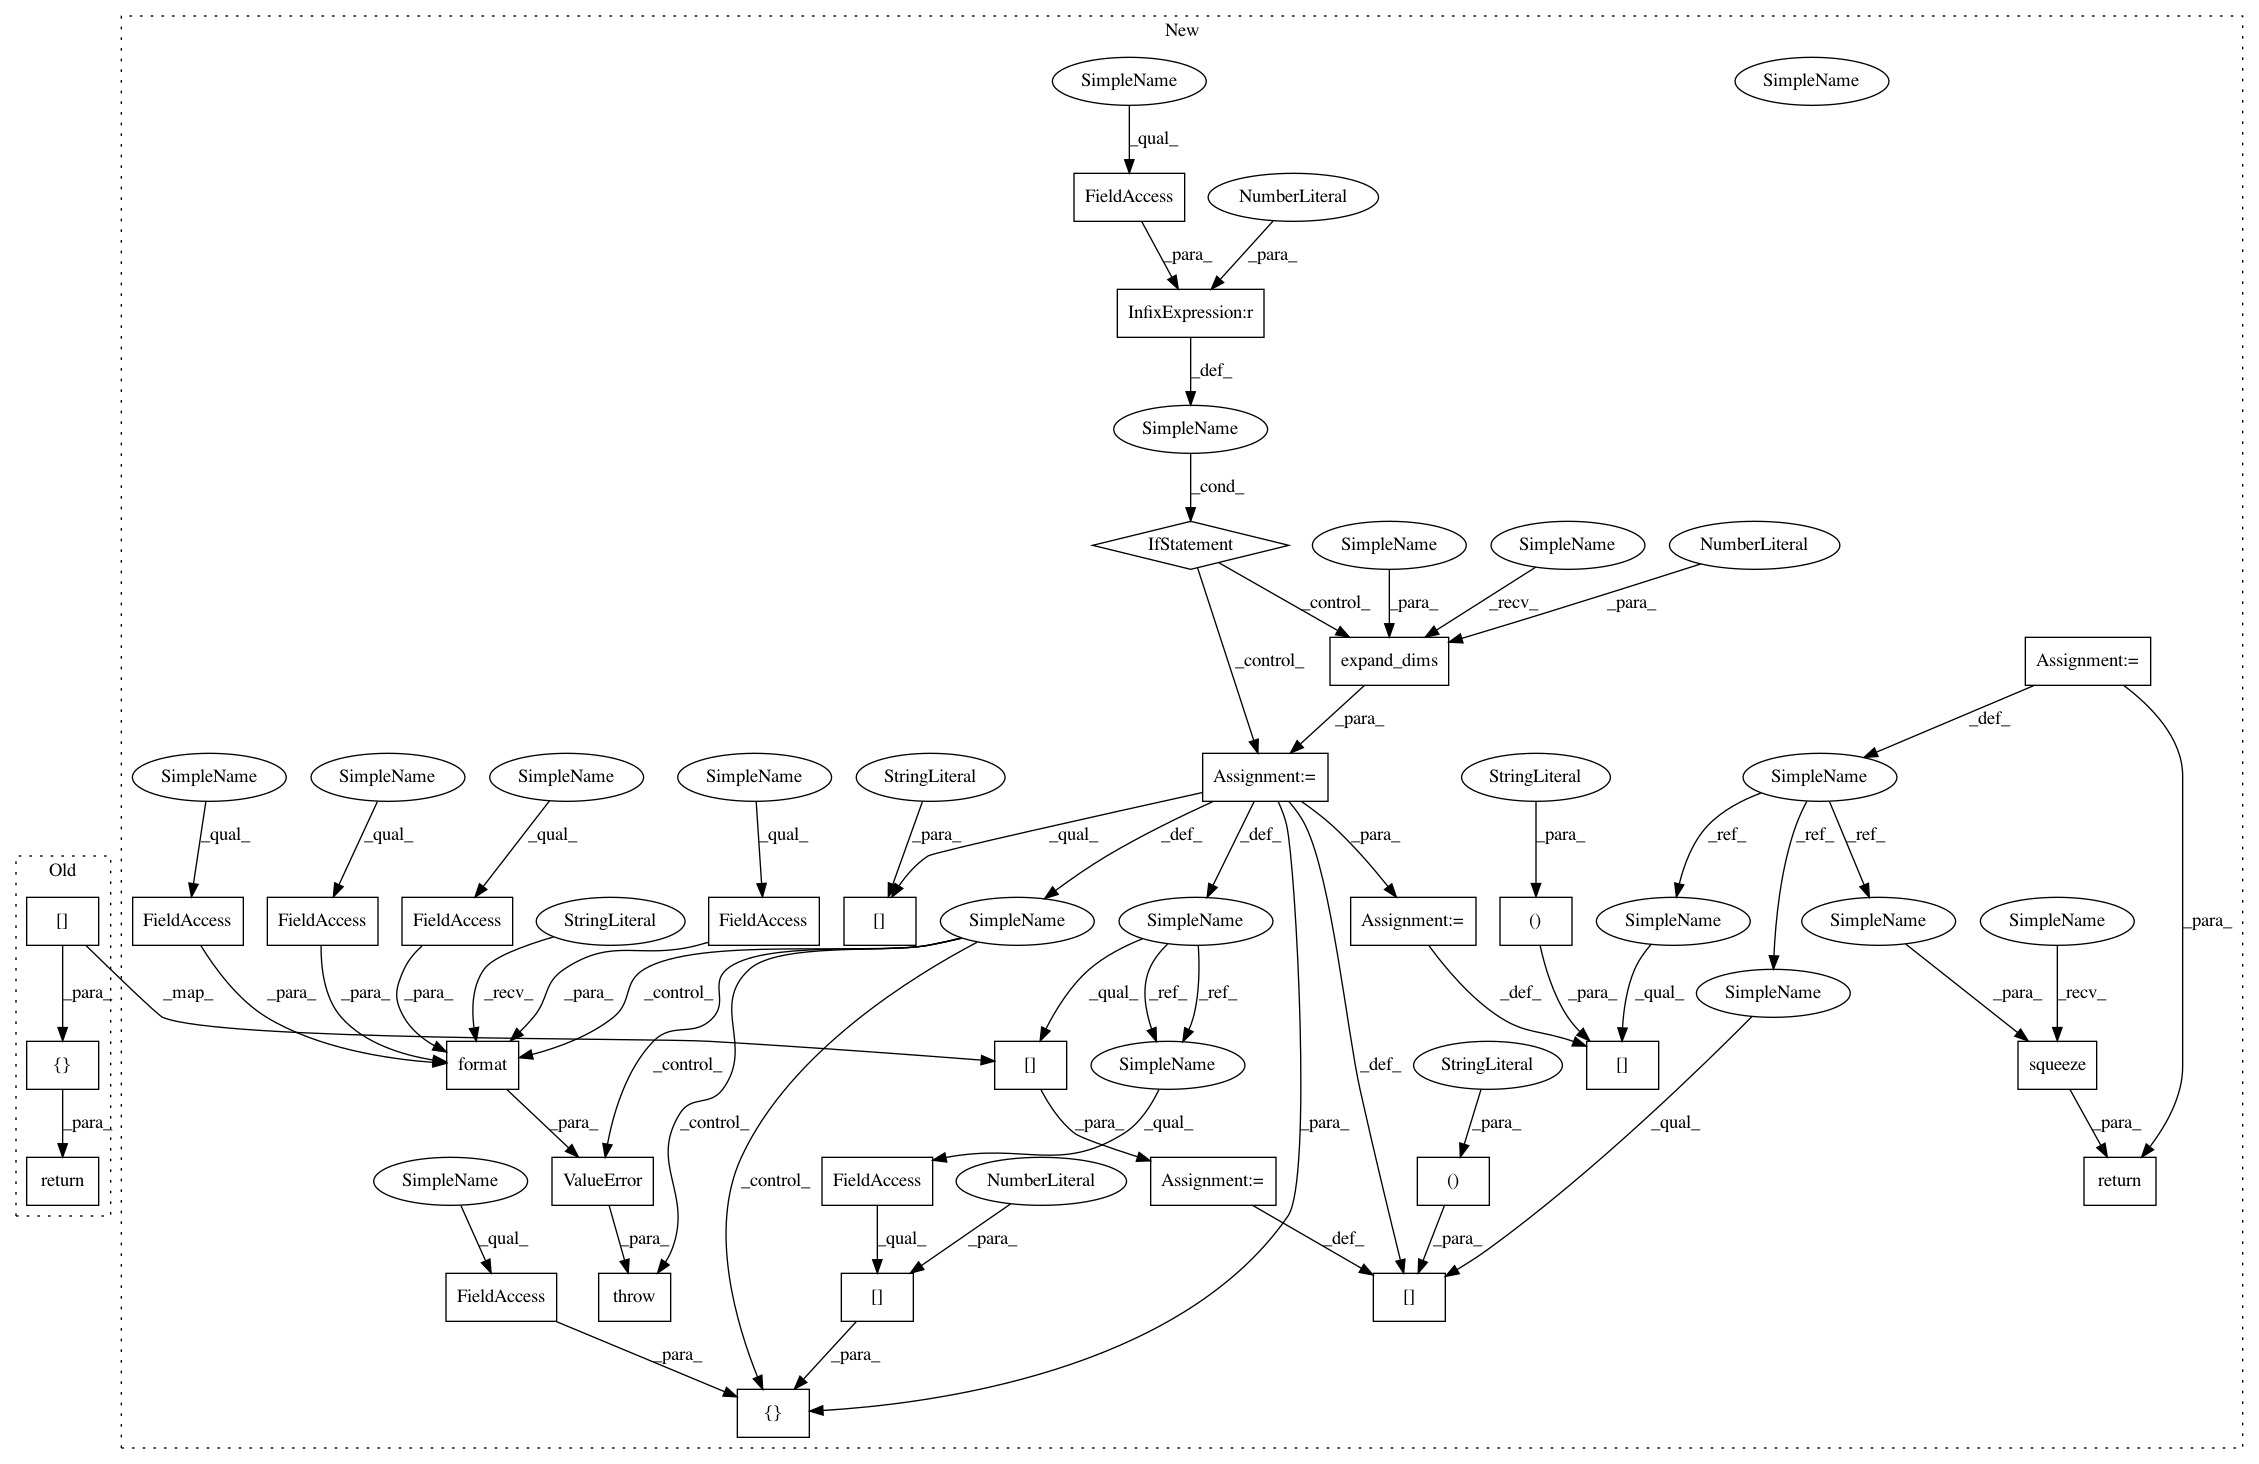 New
SimpleName
SimpleName
_qual_
FieldAccess
NumberLiteral
_para_
_para_
InfixExpression:r
_def_
SimpleName
_cond_
IfStatement
SimpleName
SimpleName
NumberLiteral
_control_
_para_
_recv_
_para_
_control_
expand_dims
Assignment:=
_para_
_def_
SimpleName
SimpleName
SimpleName
SimpleName
StringLiteral
Assignment:=
StringLiteral
SimpleName
_qual_
_qual_
_qual_
_qual_
_para_
_qual_
_def_
_def_
_para_
_para_
_ref_
_ref_
_ref_
Old
[]
FieldAccess
FieldAccess
FieldAccess
StringLiteral
FieldAccess
[]
SimpleName
SimpleName
Assignment:=
()
SimpleName
SimpleName
SimpleName
_para_
_para_
_map_
_para_
_para_
_para_
_recv_
_para_
_control_
_qual_
_ref_
_ref_
_def_
_para_
_qual_
SimpleName
_para_
_recv_
{}
format
_control_
[]
SimpleName
_def_
StringLiteral
[]
squeeze
_para_
_para_
_control_
_para_
_qual_
_para_
_para_
_qual_
_para_
return
SimpleName
ValueError
_control_
FieldAccess
NumberLiteral
Assignment:=
()
return
_qual_
_para_
_qual_
_para_
_def_
_para_
FieldAccess
throw
[]
[]
_para_
_para_
{}